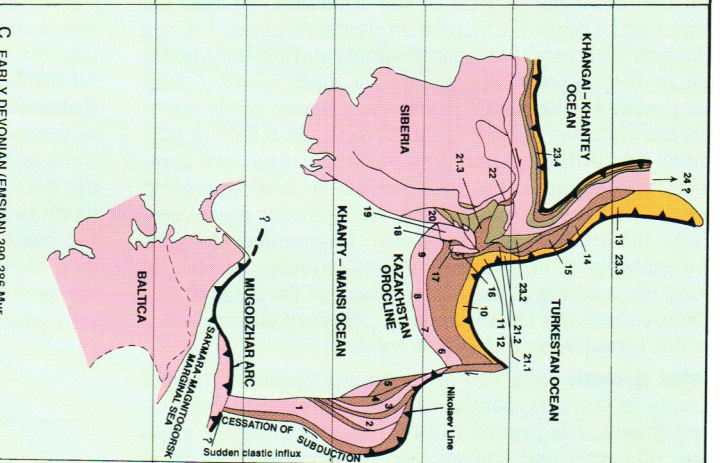 C EARLY DEVONIAN (EMSIAN) 390-386 Myr
KHANGAI–KHANTEY
OCEAN
SIBERIA
24 ?
23.4
22
21.3
20
19
18
13
23.3
14
15
23.2
16
17
9
8
7
6
10
11
12
21.2
21.1
TURKESTAN OCEAN
KAZAKHSTAN
OROCLINE
KHANTY–MANSI OCEAN
Nikolaev Line
5
4
3
2
1
CESSATION OF
SUBDUCTION
Sudden clastic influx
?
?
MUGODZHAR ARC
SAKMARA-MAGNITOGORSK
MARGINAL SEA
BALTICA